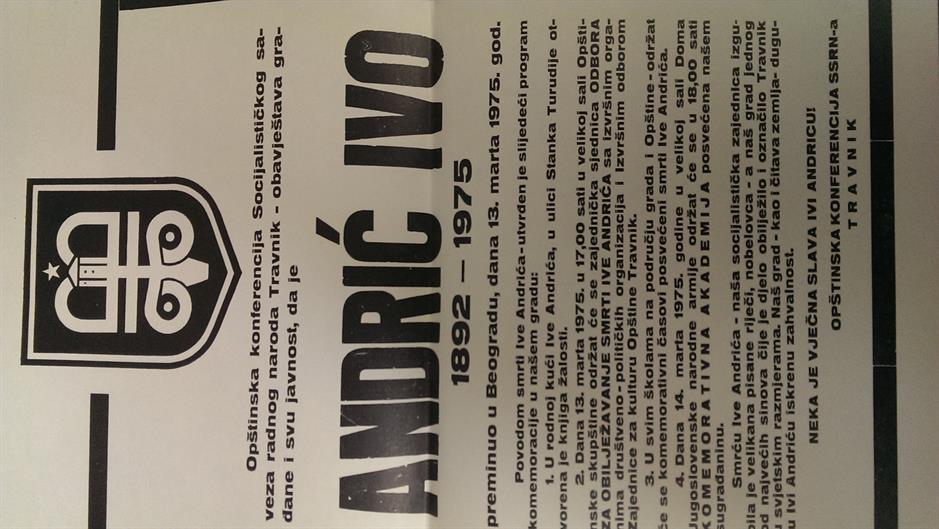 Opštinska konferencija Socijalističkog sa-
veza radnog naroda Travnik - obavještava gra-
đane i svu javnost, da je
ANDRIĆ IVO
1892 — 1975
preminuo u Beogradu, dana 13. marta 1975. god.
Povodom smrti Ive Andrića-utvrđen je slijedeći program
komemoracije u našem gradu:
1. U rodnoj kući Ive Andrića, u ulici Stanka Turudije ot-
vorena je knjiga žalosti.
2. Dana 13. marta 1975. u 17,00 sati u velikoj sali Opšti-
nske skupštine održat će se zajednička sjednica ODBORA
ZA OBILJEŽAVANJE SMRTI IVE ANDRIĆA sa Izvršnim orga-
nima društveno-političkih organizacija i Izvršnim odborom
zajednice za kulturu Opštine Travnik.
3. U svim školama na području grada i Opštine - održat
će se komemorativni časovi posvećeni smrti Ive Andrića.
4. Dana 14. marta 1975. godine u velikoj sali Doma
Jugoslovenske narodne armije održat će se u 18,00 sati
KOMEMORATIVNA AKADEMIJA posvećena našem
sugrađaninu.
Smrću Ive Andrića - naša socijalistička zajednica izgu-
bila je velikana pisane riječi, nobelovca - a naš grad jednog
od najvećih sinova čije je djelo obilježilo i označilo Travnik
u svjetskim razmjerama. Naš grad - kao i čitava zemlja - dugu-
Ivi Andriću iskrenu zahvalnost.
NEKA JE VJEČNA SLAVA IVI ANDRIĆU!
OPŠTINSKA KONFERENCIJA SSRN-a
TRAVNIK